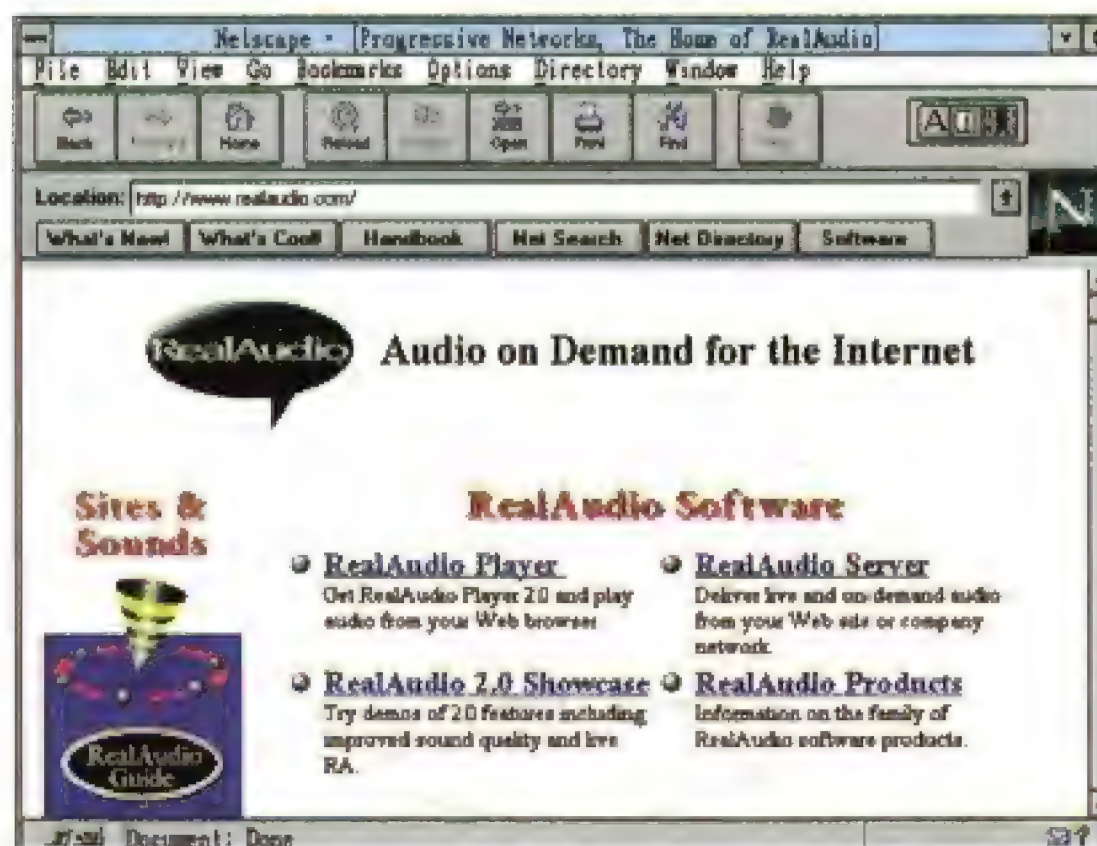 Netscape - [Progressive Networks, The Home of RealAudio]
File Edit View Go Bookmarks Options Directory Window Help
Back Home Reload Open Print Find
Location: http://www.realaudio.com/
N
What's New! What's Cool! Handbook Net Search Net Directory Software
RealAudio Audio on Demand for the Internet
Sites &
Sounds
RealAudio Software
RealAudio Player
Get RealAudio Player 2.0 and play
audio from your Web browser
RealAudio Server
Deliver live and on-demand audio
from your Web site or company
network.
RealAudio 2.0 Showcase
Try demos of 2.0 features including
improved sound quality and live
RA.
RealAudio Products
Information on the family of
RealAudio software products.
RealAudio
Guide
Document: Done